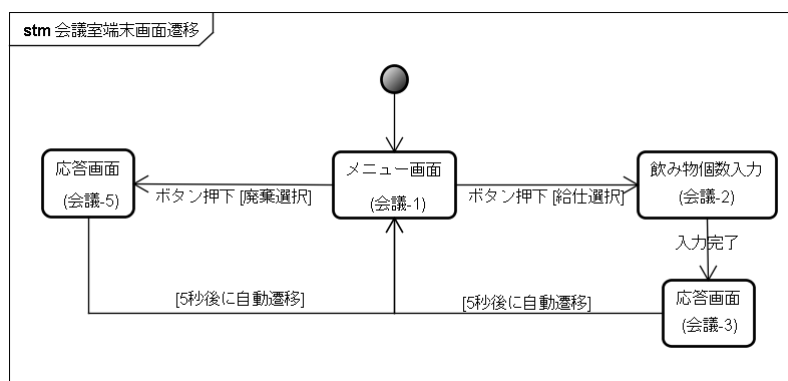 stm 会議室端末画面遷移
応答画面
(会議-5)
ボタン押下 [廃棄選択]
メニュー画面
(会議-1)
ボタン押下 [給仕選択]
飲み物個数入力
(会議-2)
入力完了
応答画面
(会議-3)
[5秒後に自動遷移]
[5秒後に自動遷移]